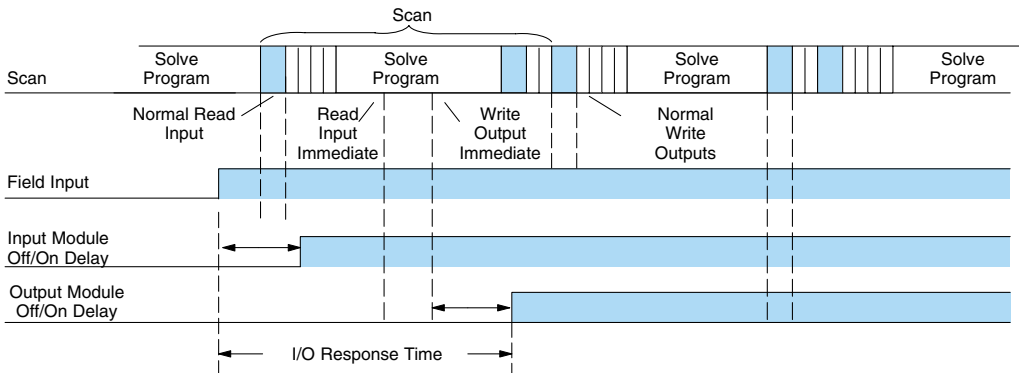 Scan
Scan
Solve
Program
Solve
Program
Solve
Program
Solve
Program
Normal Read
Input
Read
Input
Immediate
Write
Output
Immediate
Normal
Write
Outputs
Field Input
Input Module
Off/On Delay
Output Module
Off/On Delay
I/O Response Time